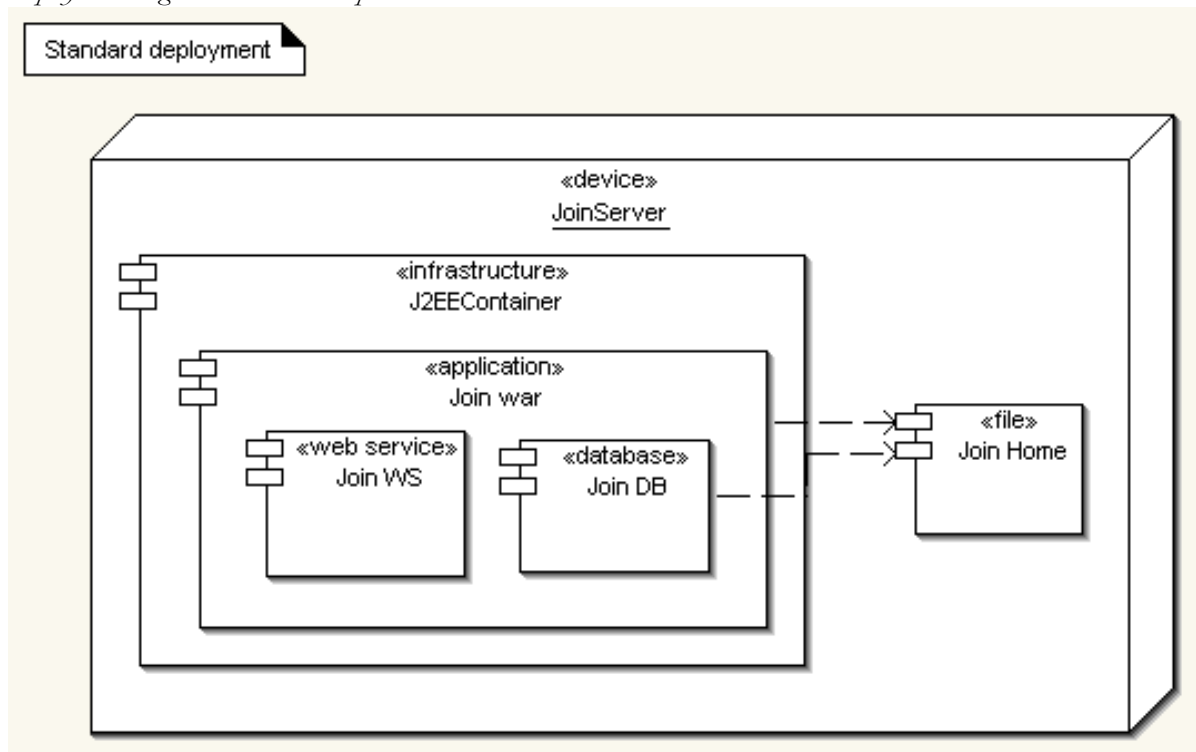 Standard deployment
«device»
JoinServer
«infrastructure»
J2EEContainer
«application»
Join war
«web service»
Join WS
«database»
Join DB
«file»
Join Home